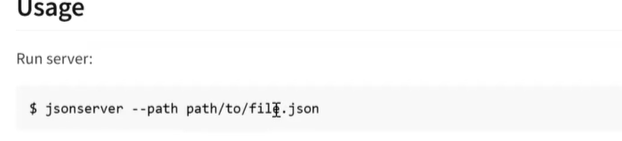 Usage
Run server:
$ jsonserver --path path/to/file.json